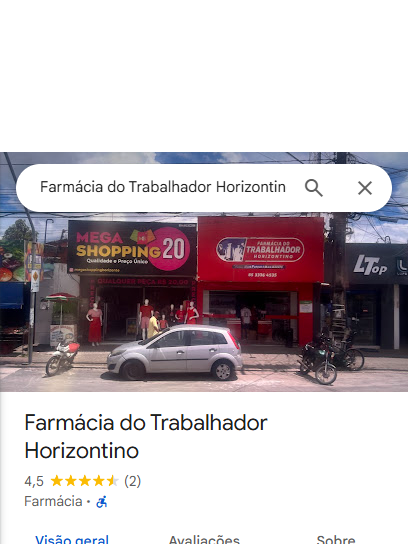 Farmácia do Trabalhador Horizontin
MEGA
SHOPPING 20
Qualidade e Preço Único
FARMÁCIA DO
TRABALHADOR
HORIZONTINO
LTop
Farmácia do Trabalhador
Horizontino
4,5 (2)
Farmácia
Visão geral Avaliações Sobre